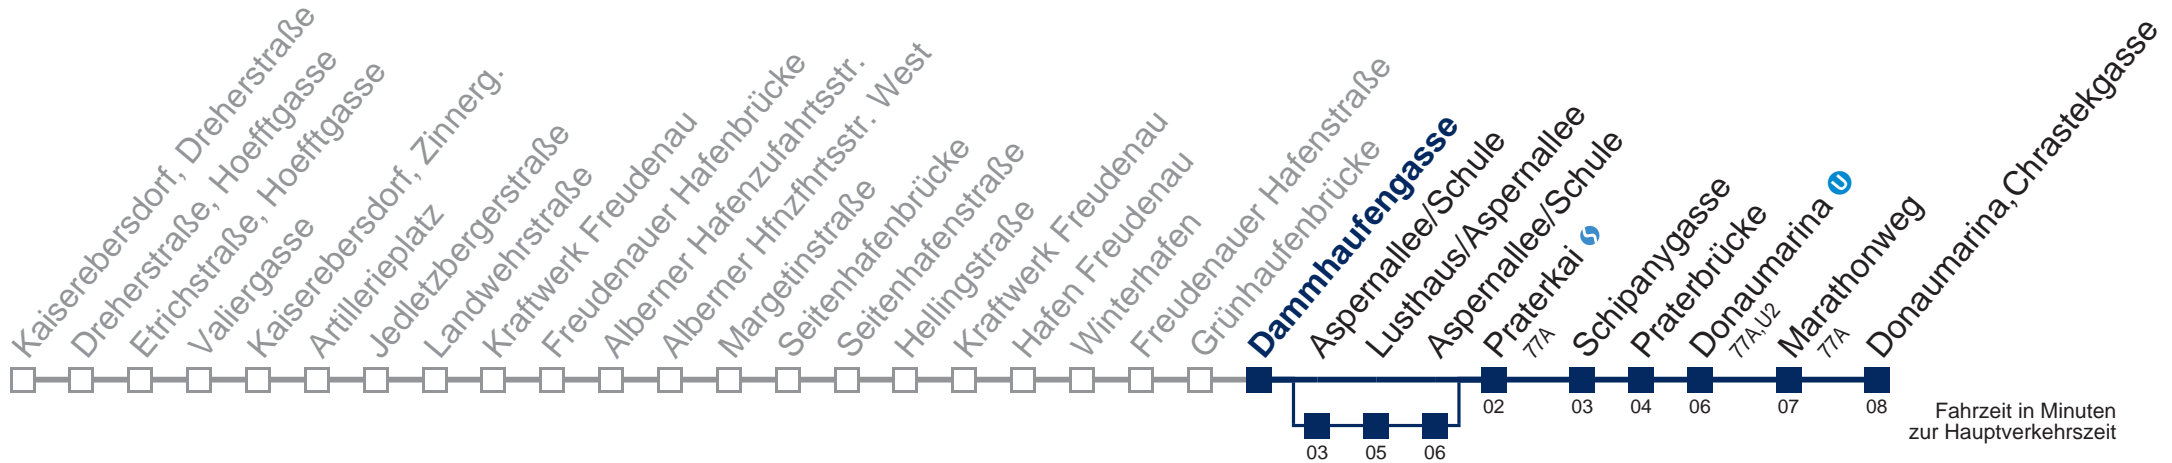 Kaiserebersdorf, Dreherstraße
Dreherstraße, Hoefftgasse
Etrichstraße, Hoefftgasse
Valiergasse
Kaiserebersdorf, Zinnerg.
Artillerieplatz
Jedletzbergerstraße
Landwehrstraße
Kraftwerk Freudenau
Freudenauer Hafenbrücke
Alberner Hafenzufahrtsstr.
Alberner Hfnzfhrtsstr. West
Margetinstraße
Seitenhafenbrücke
Seitenhafenstraße
Hellingstraße
Kraftwerk Freudenau
Hafen Freudenau
Winterhafen
Freudenauer Hafenstraße
Grünhaufenbrücke
Dammhaufengasse
Aspernallee/Schule
Lusthaus/Aspernallee
Aspernallee/Schule
Praterkai S
77A
Schipanygasse
Praterbrücke
Donaumarina U
77A,U2
Marathonweg
77A
Donaumarina, Chrastekgasse
02 03 04 06 07 08
03 05 06
Fahrzeit in Minuten
zur Hauptverkehrszeit